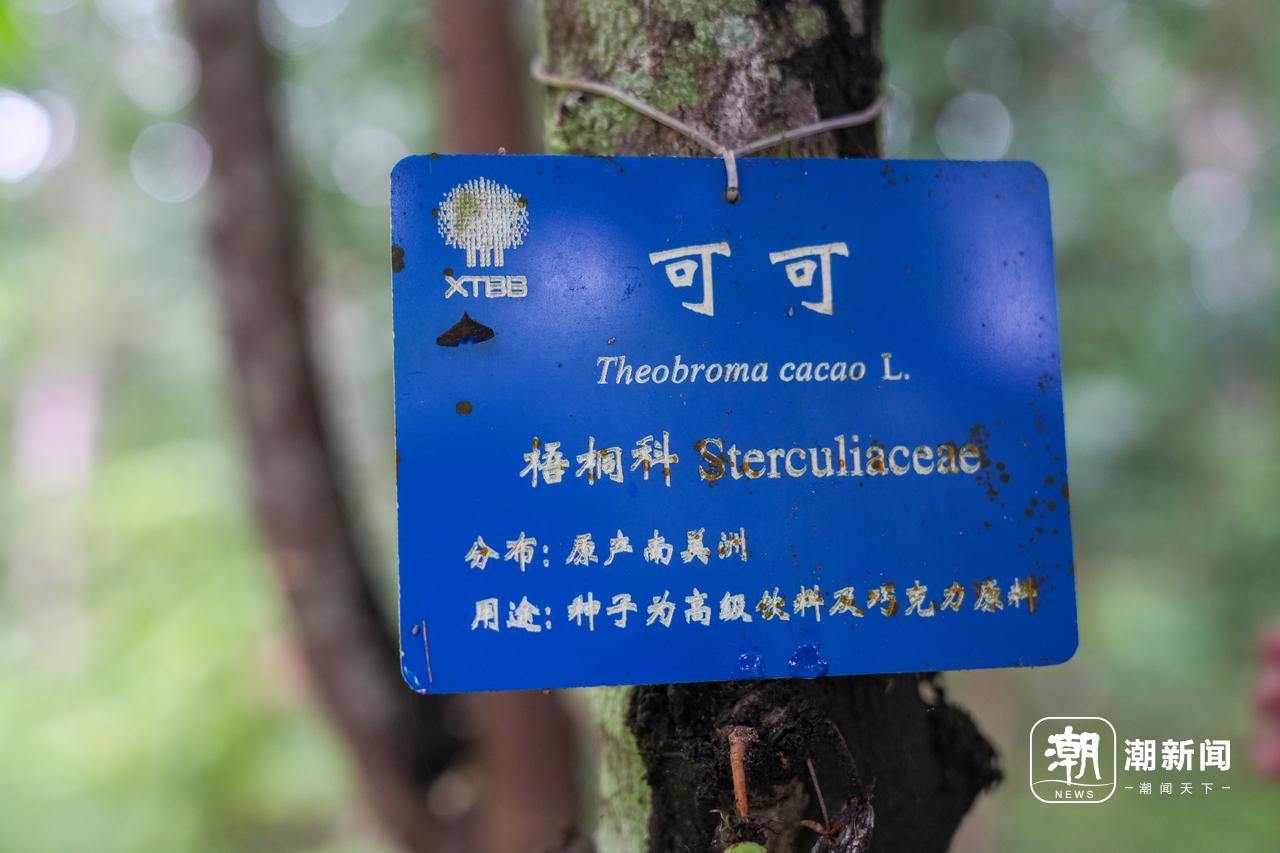 XTBB
可可
Theobroma cacao L.
梧桐科 Sterculiaceae
分布: 原产南美洲
用途: 种子为高级饮料及巧克力原料
潮
NEWS
潮新闻
潮闻天下